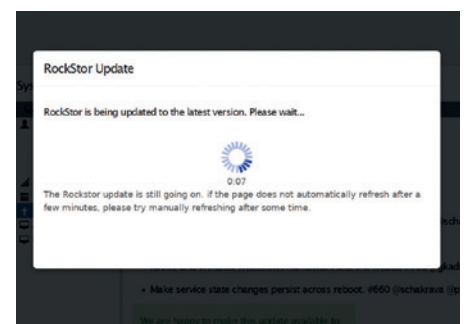 RockStor Update
Sys
RockStor is being updated to the latest version. Please wait...
0:07
The Rockstor update is still going on. if the page does not automatically refresh after a
few minutes, please try manually refreshing after some time.
• Make service state changes persist across reboot. #660 @schakrava @p
We are happy to make this update available to